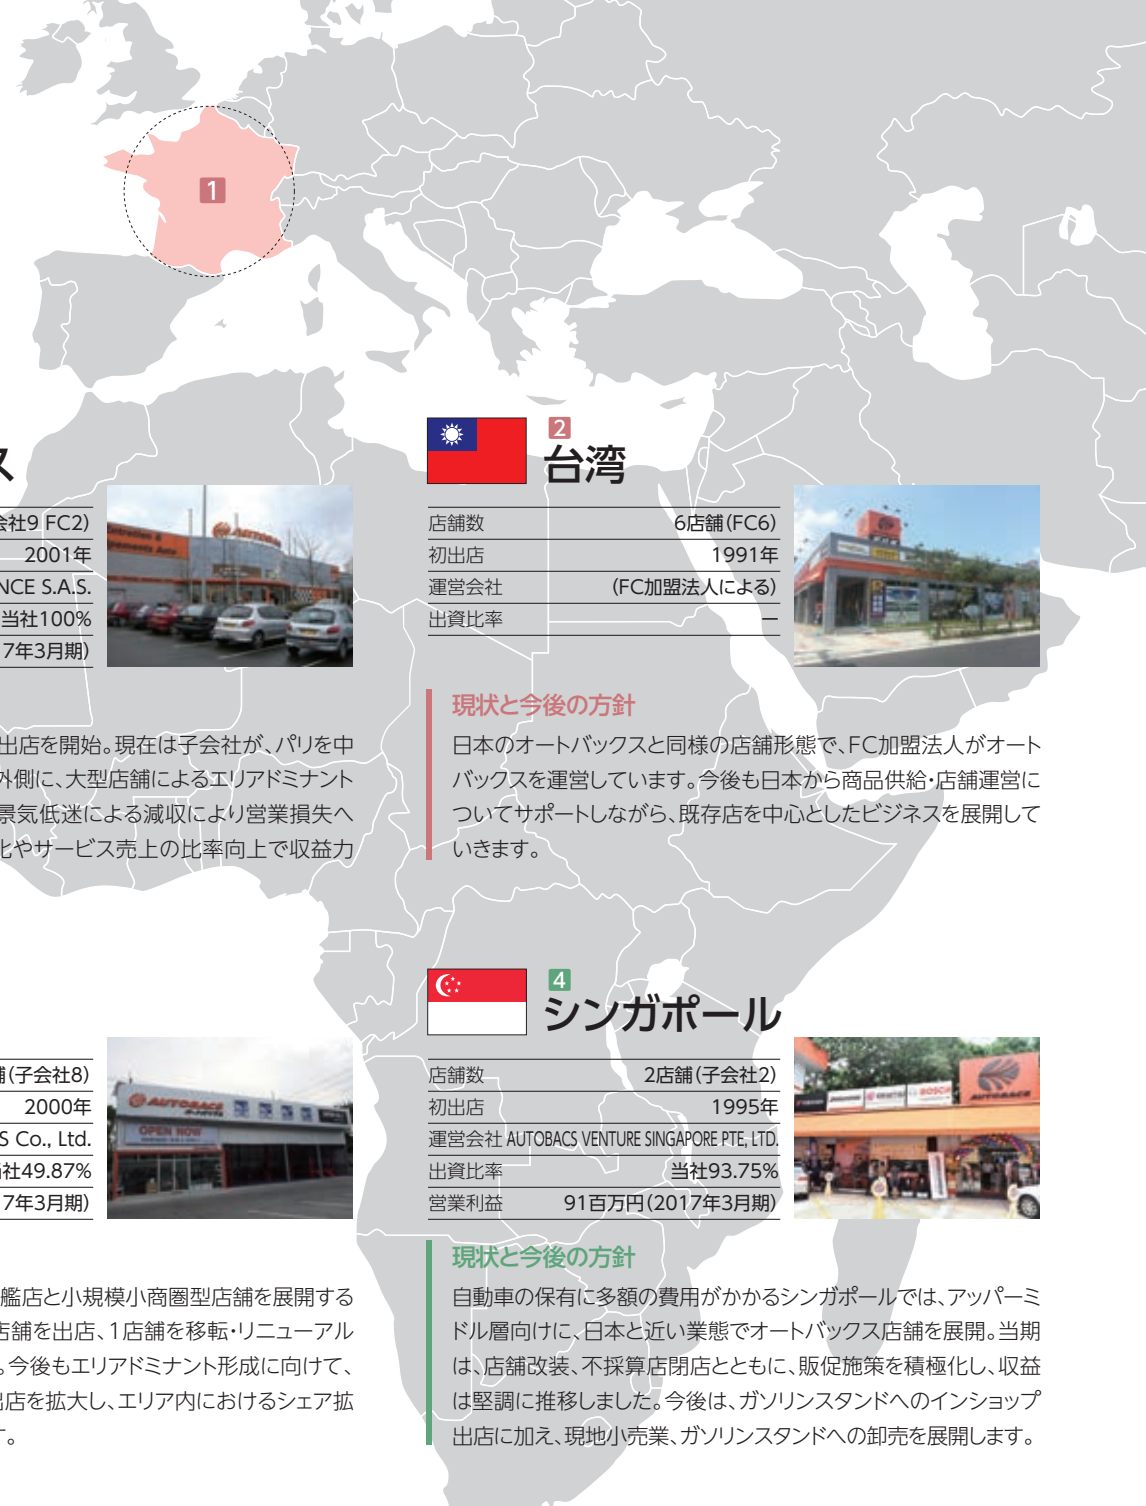 1
ス
会社9 FC2）
2001年
NCE S.A.S.
当社100%
7年3月期）
出店を開始。現在は子会社が、パリを中
外側に、大型店舗によるエリアドミナント
景気低迷による減収により営業損失へ
化やサービス売上の比率向上で収益力
AUTOBACS
2
台湾
店舗数 6店舗（FC6）
初出店 1991年
運営会社 （FC加盟法人による）
出資比率 ー
現状と今後の方針
日本のオートバックスと同様の店舗形態で、FC加盟法人がオート
バックスを運営しています。今後も日本から商品供給・店舗運営に
ついてサポートしながら、既存店を中心としたビジネスを展開して
いきます。
舗（子会社8）
2000年
S Co., Ltd.
社49.87%
7年3月期）
AUTOBACS
OPEN NOW
艦店と小規模小商圏型店舗を展開する
店舗を出店、1店舗を移転・リニューアル
。今後もエリアドミナント形成に向けて、
出店を拡大し、エリア内におけるシェア拡
す。
4
シンガポール
店舗数 2店舗（子会社2）
初出店 1995年
運営会社 AUTOBACS VENTURE SINGAPORE PTE, LTD.
出資比率 当社93.75%
営業利益 91百万円（2017年3月期）
BOSCH
AUTOBACS
現状と今後の方針
自動車の保有に多額の費用がかかるシンガポールでは、アッパーミ
ドル層向けに、日本と近い業態でオートバックス店舗を展開。当期
は、店舗改装、不採算店閉店とともに、販促施策を積極化し、収益
は堅調に推移しました。今後は、ガソリンスタンドへのインショップ
出店に加え、現地小売業、ガソリンスタンドへの卸売を展開します。